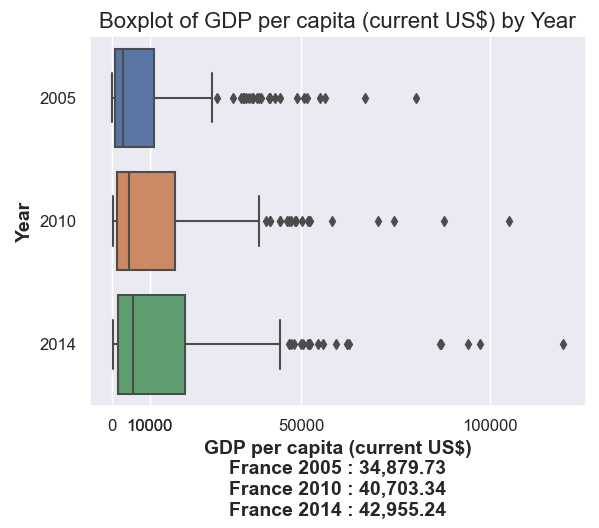 Boxplot of GDP per capita (current US$) by Year
2005
2010
2014
Year
0 10000 50000 100000
GDP per capita (current US$)
France 2005 : 34,879.73
France 2010 : 40,703.34
France 2014 : 42,955.24